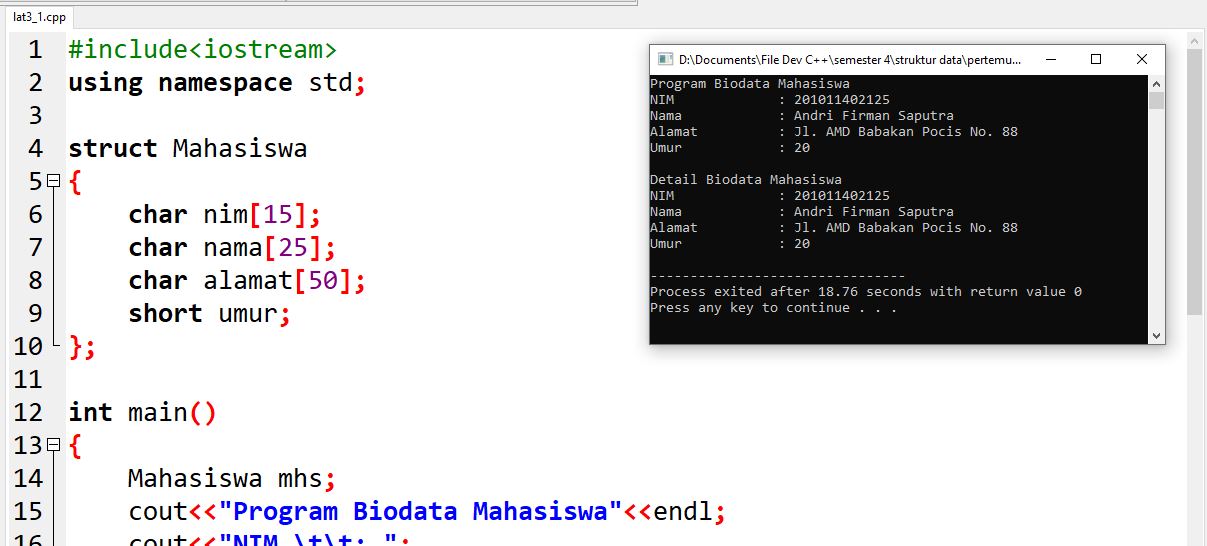 lat3_1.cpp
1 #include<iostream>
2 using namespace std;
3
4 struct Mahasiswa
5 {
6 char nim[15];
7 char nama[25];
8 char alamat[50];
9 short umur;
10 };
11
12 int main()
13 {
14 Mahasiswa mhs;
15 cout<<"Program Biodata Mahasiswa"<<endl;
16 cout<<"NIM \t\t: ";
D:\Documents\File Dev C++\semester 4\struktur data\pertemu...
Program Biodata Mahasiswa
NIM : 201011402125
Nama : Andri Firman Saputra
Alamat : Jl. AMD Babakan Pocis No. 88
Umur : 20
Detail Biodata Mahasiswa
NIM : 201011402125
Nama : Andri Firman Saputra
Alamat : Jl. AMD Babakan Pocis No. 88
Umur : 20
--------------------------------
Process exited after 18.76 seconds with return value 0
Press any key to continue . . .